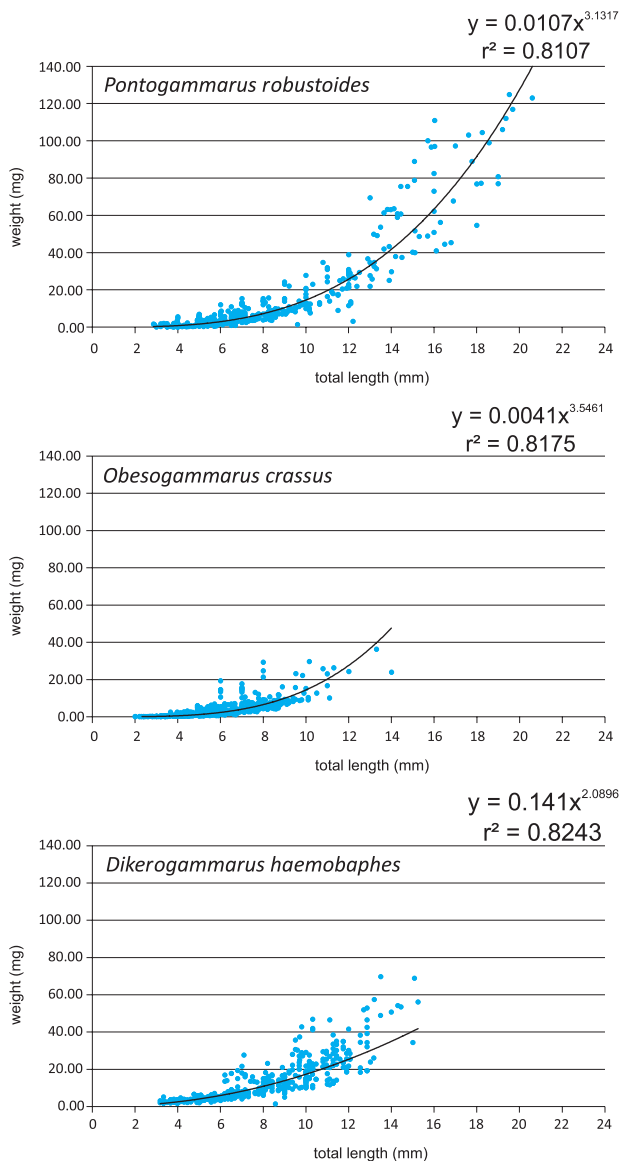 y = 0.0107x^3.1317
r² = 0.8107
Pontogammarus robustoides
140.00
120.00
100.00
80.00
60.00
40.00
20.00
0.00
weight (mg)
0 2 4 6 8 10 12 14 16 18 20 22 24
total length (mm)
y = 0.0041x^3.5461
r² = 0.8175
Obesogammarus crassus
140.00
120.00
100.00
80.00
60.00
40.00
20.00
0.00
weight (mg)
0 2 4 6 8 10 12 14 16 18 20 22 24
total length (mm)
y = 0.141x^2.0896
r² = 0.8243
Dikerogammarus haemobaphes
140.00
120.00
100.00
80.00
60.00
40.00
20.00
0.00
weight (mg)
0 2 4 6 8 10 12 14 16 18 20 22 24
total length (mm)